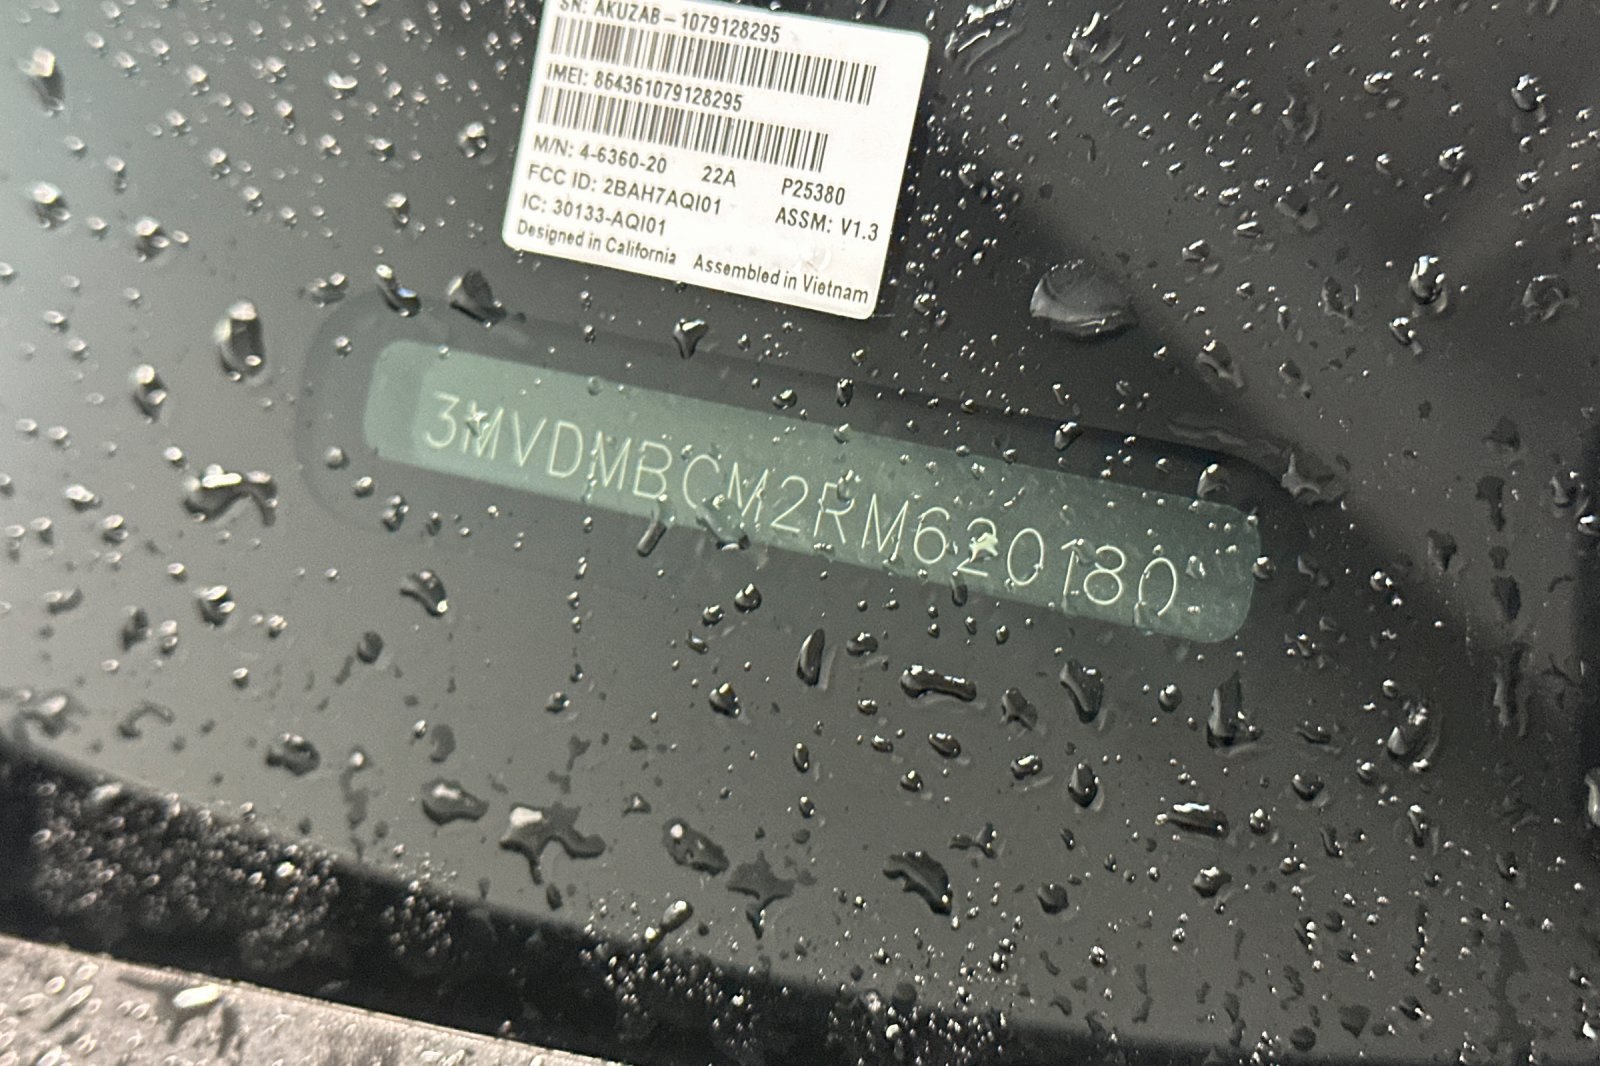 SN: AKUZAB-1079128295
IMEI: 864361079128295
M/N: 4-6360-20 22A P25380
FCC ID: 2BAH7AQI01 ASSM: V1.3
IC: 30133-AQI01
Designed in California Assembled in Vietnam
3MVDMBCM2RM620180